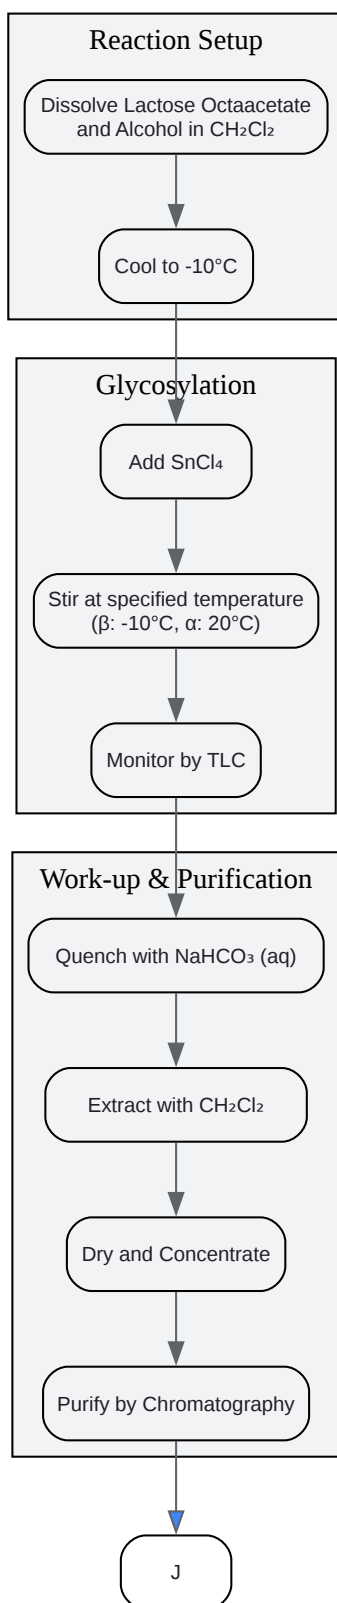 Reaction Setup
Dissolve Lactose Octaacetate
and Alcohol in CH₂Cl₂
Cool to -10°C
Glycosylation
Add SnCl₄
Stir at specified temperature
(β: -10°C, α: 20°C)
Monitor by TLC
Work-up & Purification
Quench with NaHCO₃ (aq)
Extract with CH₂Cl₂
Dry and Concentrate
Purify by Chromatography
J